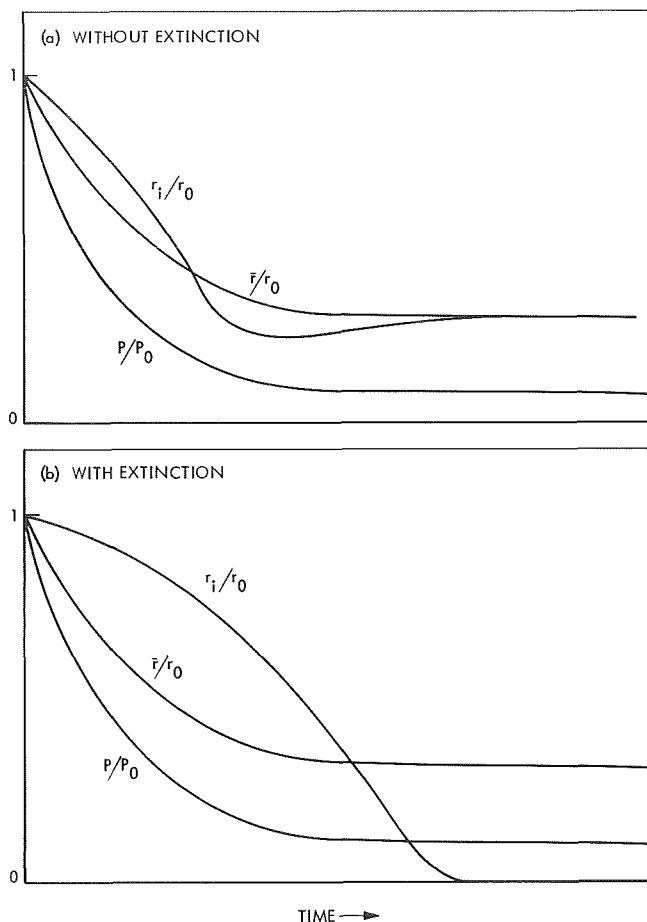 (a) WITHOUT EXTINCTION
1
r_i/r_0
r̄/r_0
P/P_0
0
(b) WITH EXTINCTION
1
r_i/r_0
r̄/r_0
P/P_0
0
TIME →